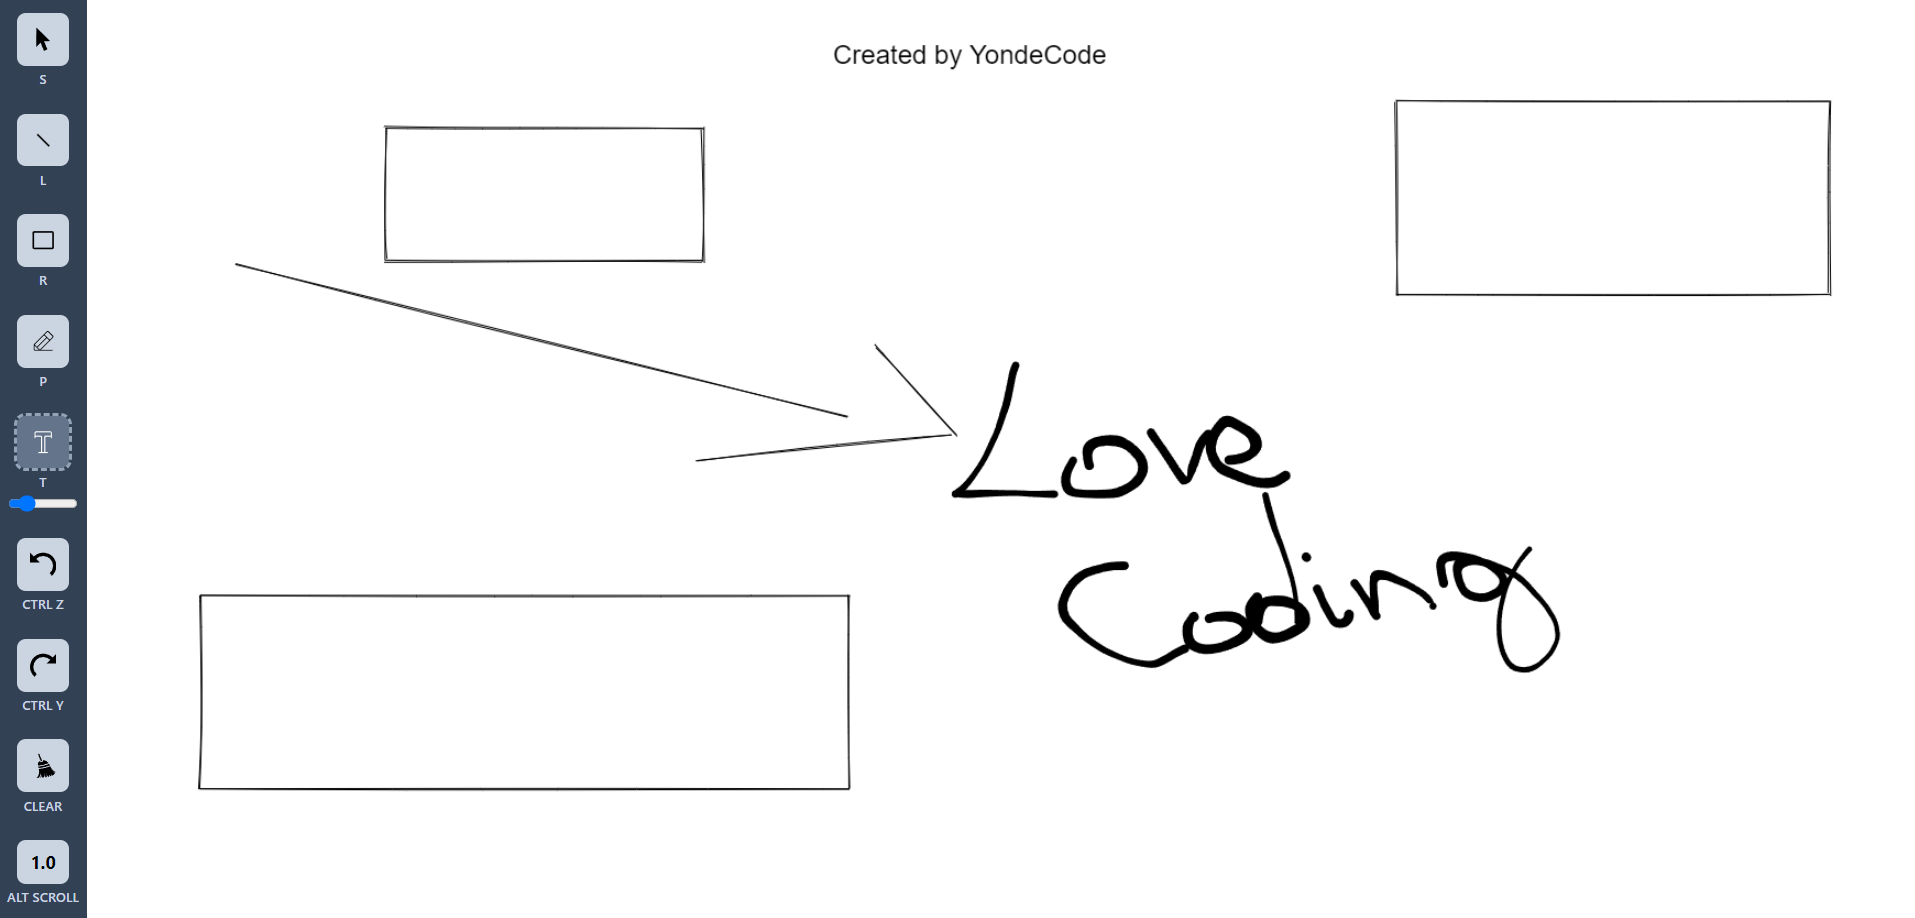 Created by YondeCode
S
L
R
P
T
CTRL Z
CTRL Y
CLEAR
1.0
ALT SCROLL
Love
Coding